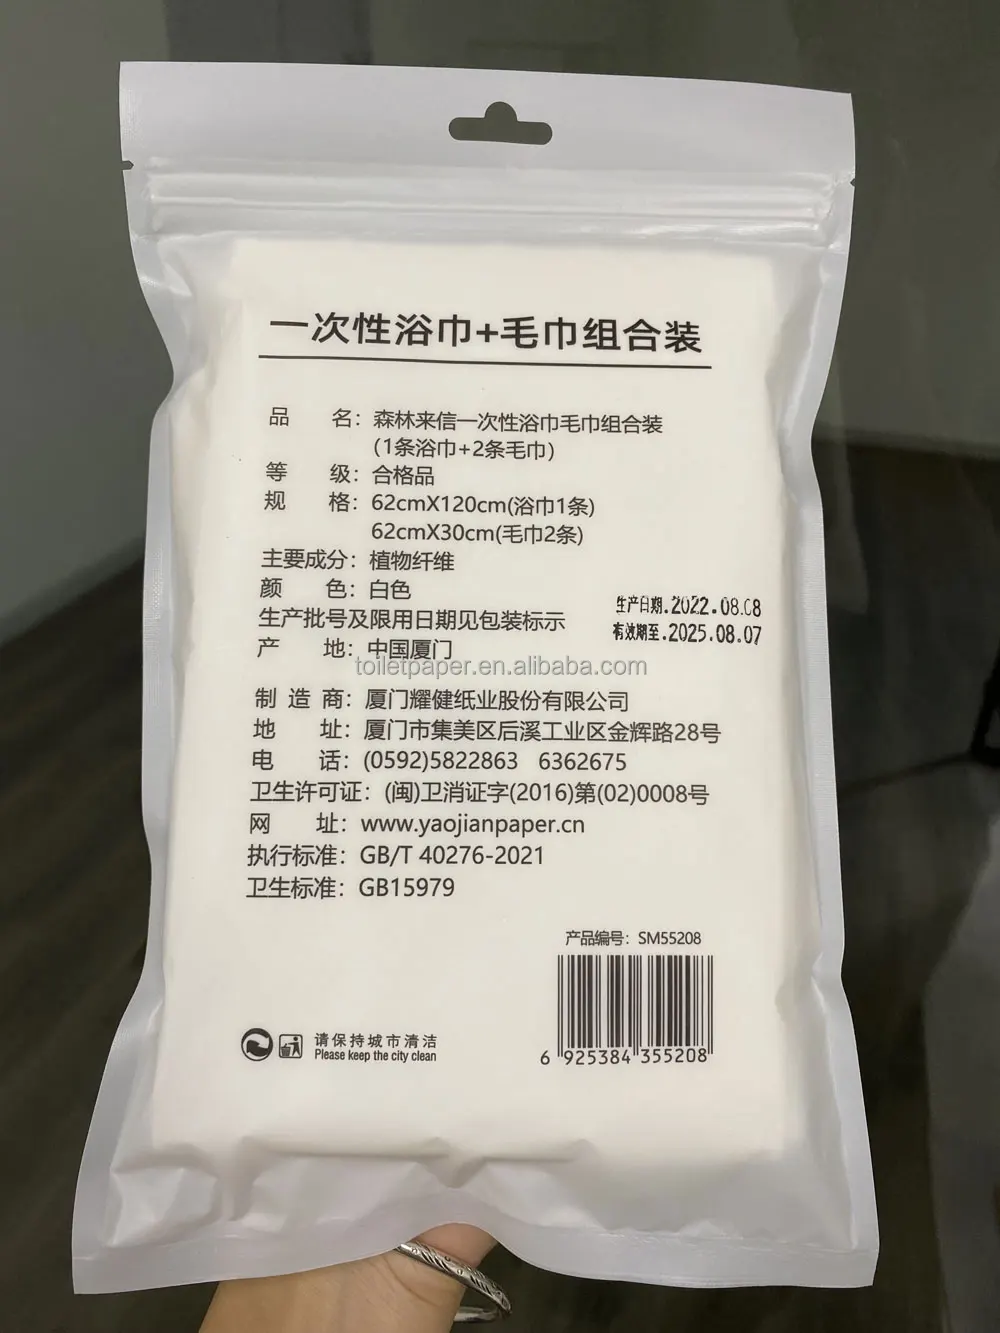 一次性浴巾+毛巾组合装
品 名：森林来信一次性浴巾毛巾组合装
(1条浴巾+2条毛巾)
等 级：合格品
规 格：62cmX120cm(浴巾1条)
62cmX30cm(毛巾2条)
主要成分：植物纤维
颜 色：白色
生产批号及限用日期见包装标示
生产日期.2022.08.08
有效期至.2025.08.07
产 地：中国厦门
toiletpaper.en.alibaba.com
制 造 商：厦门耀健纸业股份有限公司
地 址：厦门市集美区后溪工业区金辉路28号
电 话：(0592)5822863 6362675
卫生许可证：(闽)卫消证字(2016)第(02)0008号
网 址：www.yaojianpaper.cn
执行标准：GB/T 40276-2021
卫生标准：GB15979
产品编号：SM55208
6 925384 355208
请保持城市清洁
Please keep the city clean